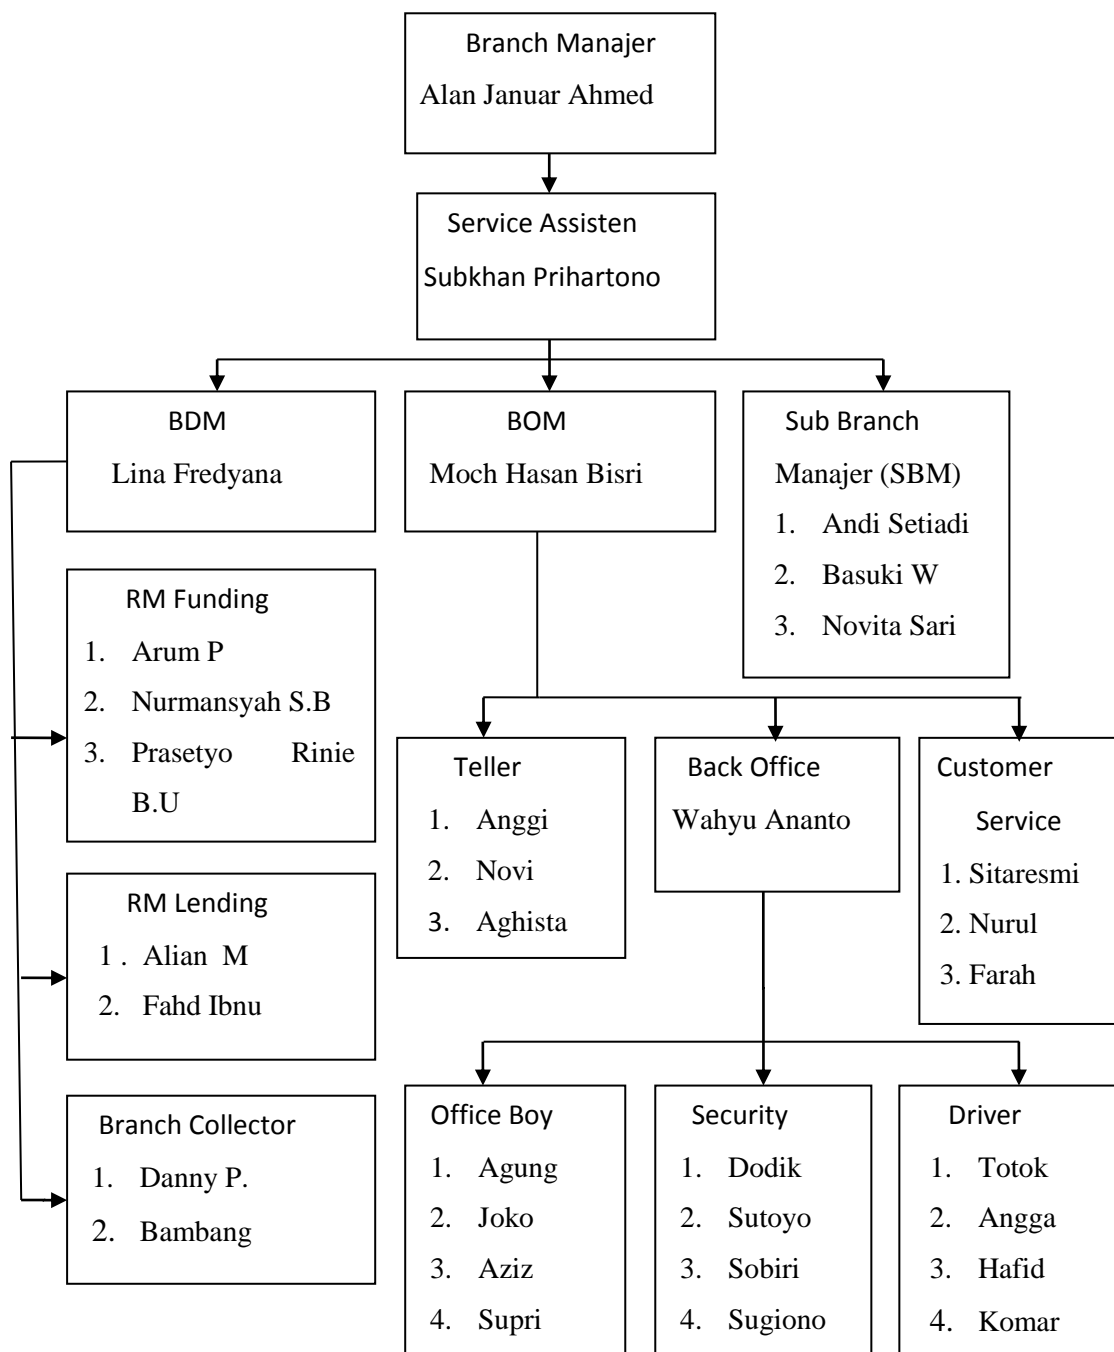 Branch Manajer
Alan Januar Ahmed
Service Assisten
Subkhan Prihartono
BDM
Lina Fredyana
BOM
Moch Hasan Bisri
Sub Branch
Manajer (SBM)
1. Andi Setiadi
2. Basuki W
3. Novita Sari
RM Funding
1. Arum P
2. Nurmansyah S.B
3. Prasetyo Rinie
B.U
RM Lending
1 . Alian M
2. Fahd Ibnu
Branch Collector
1. Danny P.
2. Bambang
Teller
1. Anggi
2. Novi
3. Aghista
Back Office
Wahyu Ananto
Customer
Service
1. Sitaresmi
2. Nurul
3. Farah
Office Boy
1. Agung
2. Joko
3. Aziz
4. Supri
Security
1. Dodik
2. Sutoyo
3. Sobiri
4. Sugiono
Driver
1. Totok
2. Angga
3. Hafid
4. Komar